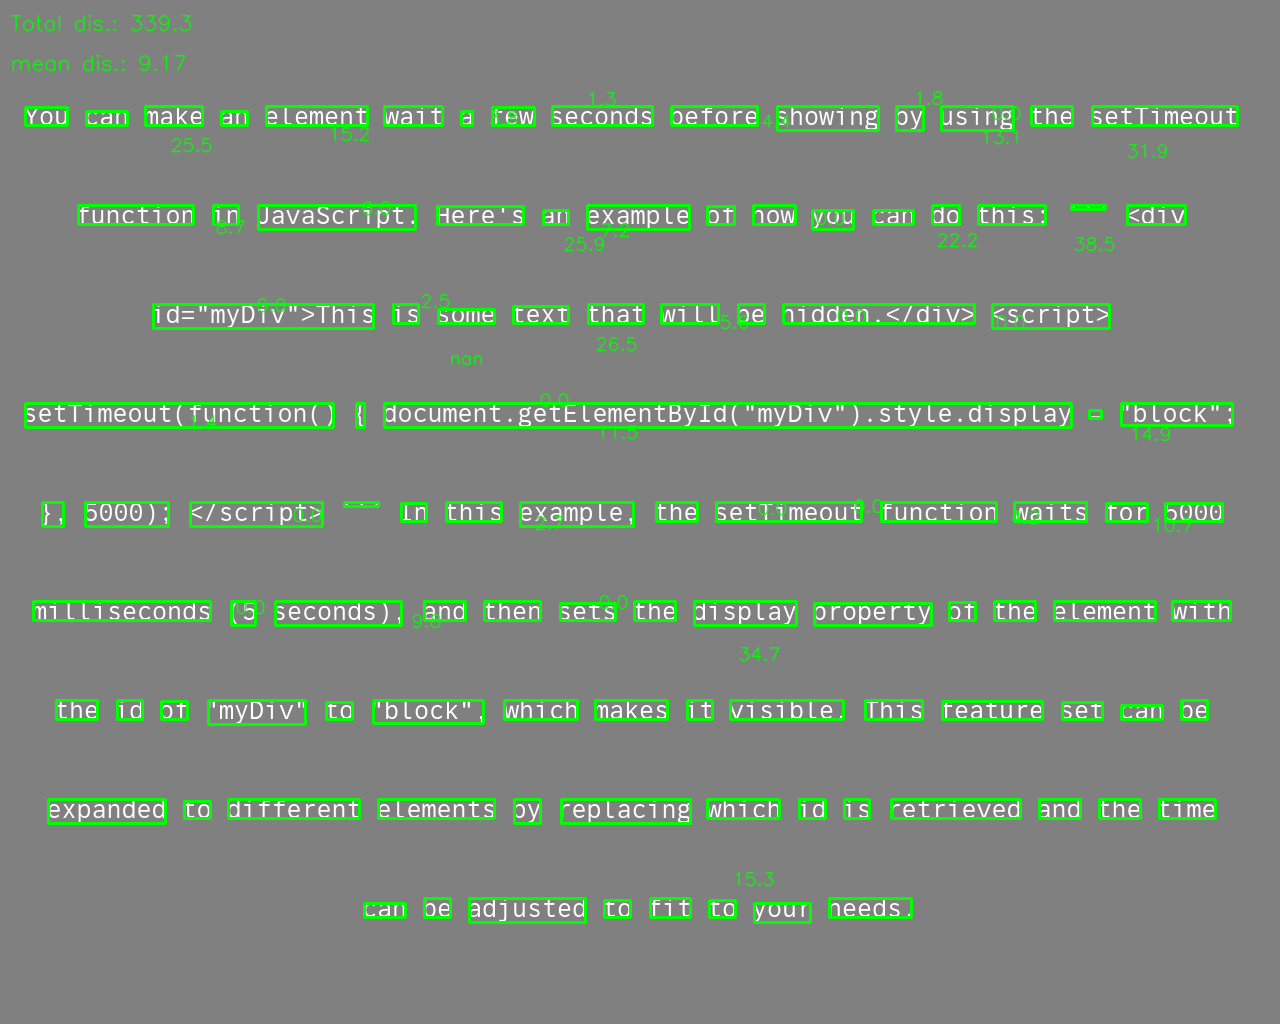 Total dis.: 339.3
mean dis.: 9.17
1.3 1.8
You can make an element wait a few seconds before showing by using the setTimeout
25.5 15.2 13.1 31.9
function in JavaScript. Here's an example of how you can do this: ``` <div
8.7 0.0 25.9 7.2 22.2 38.5
id="myDiv">This is some text that will be hidden.</div> <script>
0.0 2.5 26.5
nan
0.0
setTimeout(function() { document.getElementById("myDiv").style.display = "block";
11.5 14.9
}, 5000); </script> ``` In this example, the setTimeout function waits for 5000
0.0 10.7
milliseconds (5 seconds), and then sets the display property of the element with
0.0 9.6 0.0
34.7
the id of "myDiv" to "block", which makes it visible. This feature set can be
expanded to different elements by replacing which id is retrieved and the time
15.3
can be adjusted to fit to your needs.